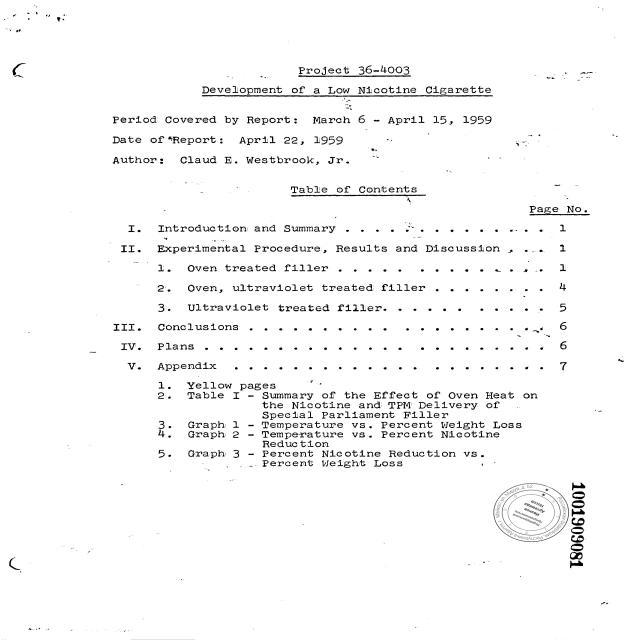 Project 36-4003
Development of a Low Nicotine Cigarette
Period Covered by Report: March 6 - April 15, 1959
Date of Report: April 22, 1959
Author: Claud E. Westbrook, Jr.
Table of Contents
Page No.
I. Introduction and Summary . . . . . . . . . . . . . . 1
II. Experimental Procedure, Results and Discussion . . . 1
1. Oven treated filler . . . . . . . . . . . . . . 1
2. Oven, ultraviolet treated filler . . . . . . . . 4
3. Ultraviolet treated filler. . . . . . . . . . . 5
III. Conclusions . . . . . . . . . . . . . . . . . . . . 6
IV. Plans . . . . . . . . . . . . . . . . . . . . . . . 6
V. Appendix . . . . . . . . . . . . . . . . . . . . . 7
1. Yellow pages
2. Table I - Summary of the Effect of Oven Heat on
the Nicotine and TPM Delivery of
Special Parliament Filler
3. Graph 1 - Temperature vs. Percent Weight Loss
4. Graph 2 - Temperature vs. Percent Nicotine
Reduction
5. Graph 3 - Percent Nicotine Reduction vs.
Percent Weight Loss
1001909081